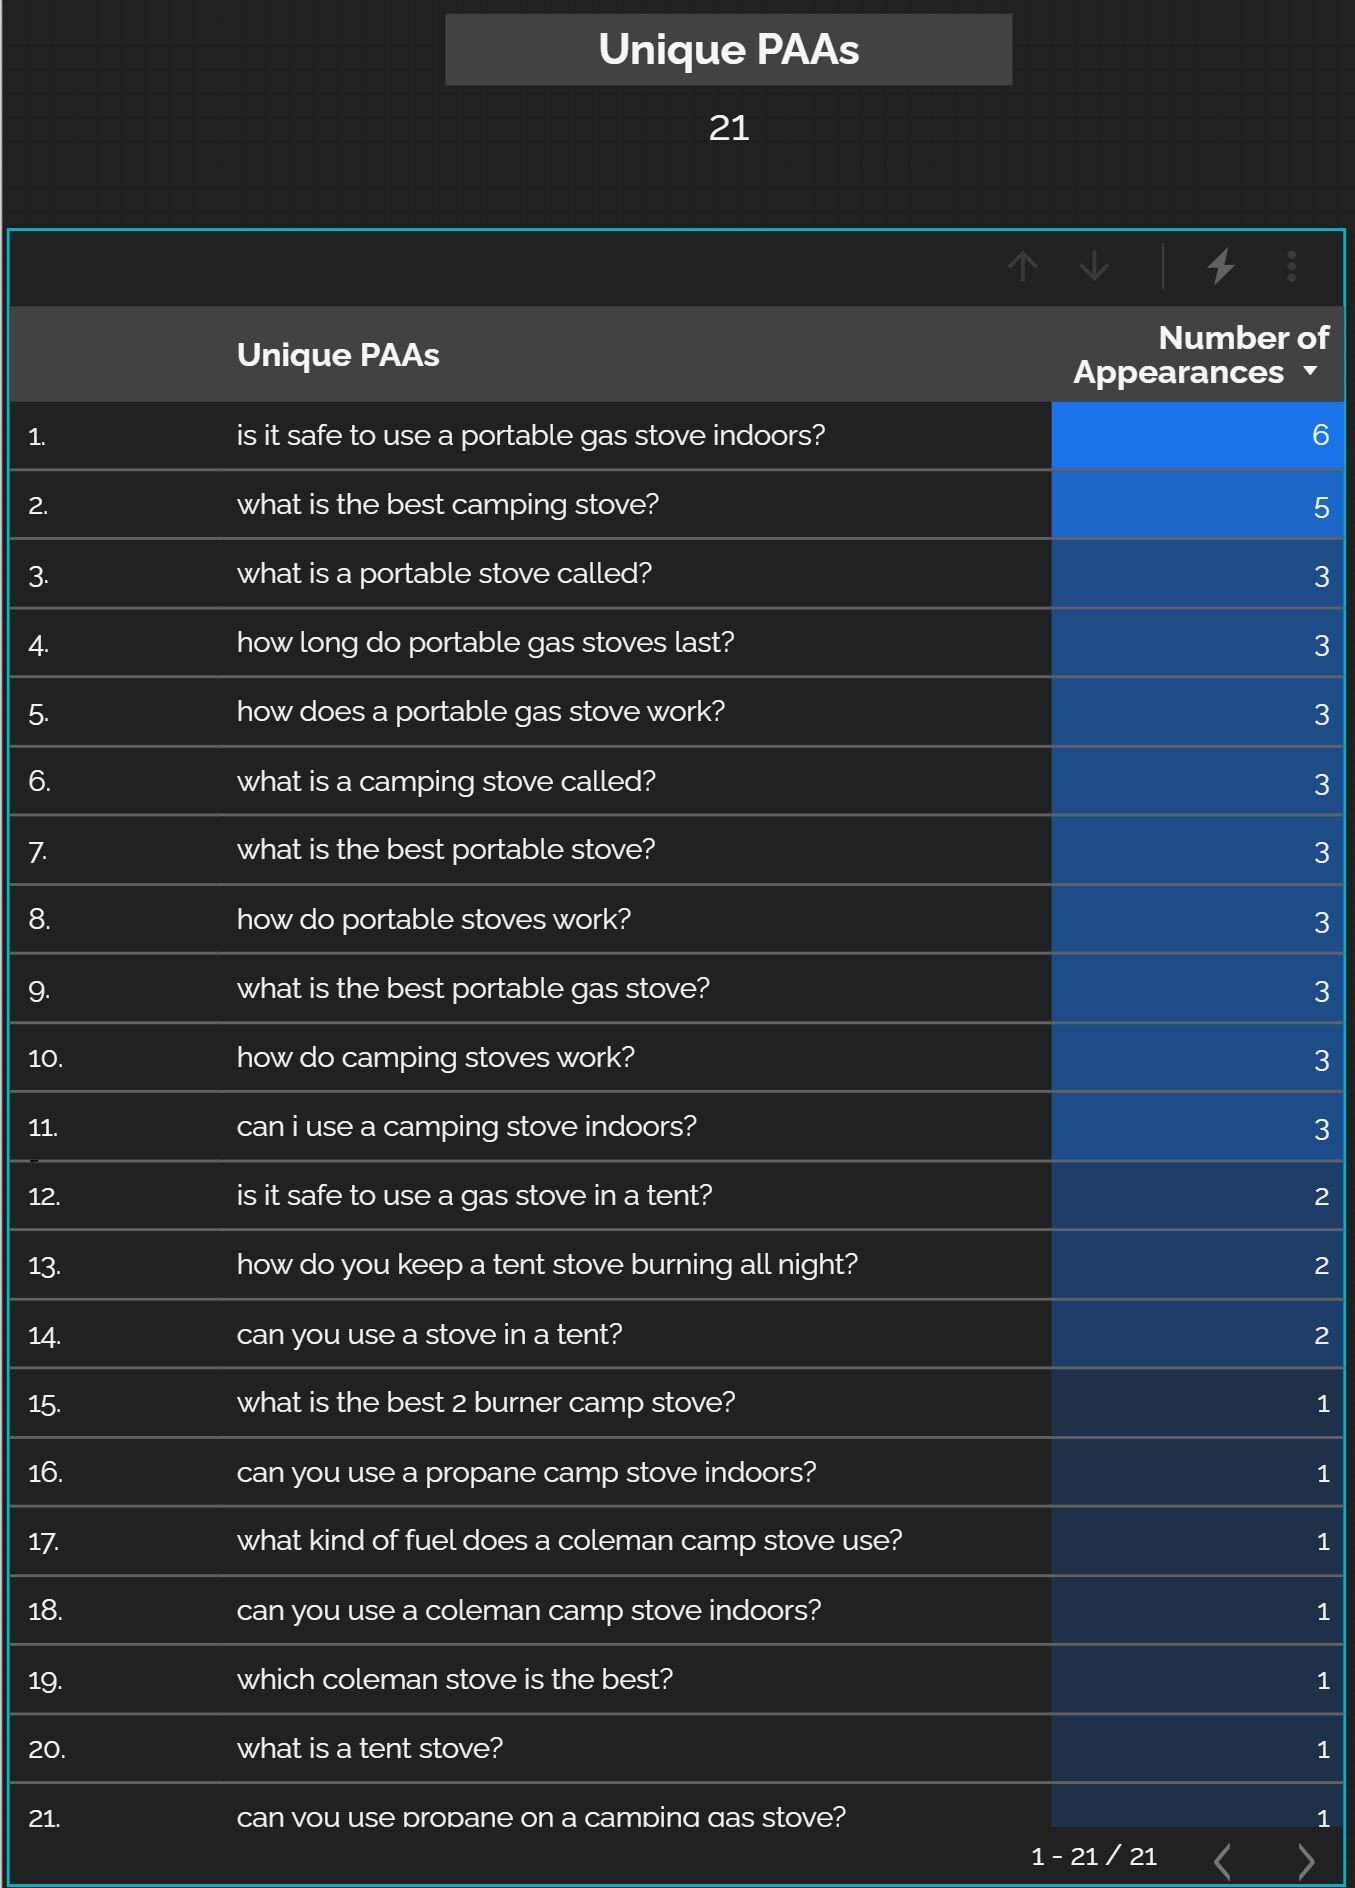 Unique PAAs
21
Unique PAAs
Number of
Appearances
1. is it safe to use a portable gas stove indoors? 6
2. what is the best camping stove? 5
3. what is a portable stove called? 3
4. how long do portable gas stoves last? 3
5. how does a portable gas stove work? 3
6. what is a camping stove called? 3
7. what is the best portable stove? 3
8. how do portable stoves work? 3
9. what is the best portable gas stove? 3
10. how do camping stoves work? 3
11. can i use a camping stove indoors? 3
12. is it safe to use a gas stove in a tent? 2
13. how do you keep a tent stove burning all night? 2
14. can you use a stove in a tent? 2
15. what is the best 2 burner camp stove? 1
16. can you use a propane camp stove indoors? 1
17. what kind of fuel does a coleman camp stove use? 1
18. can you use a coleman camp stove indoors? 1
19. which coleman stove is the best? 1
20. what is a tent stove? 1
21. can you use propane on a camping gas stove? 1
1 - 21 / 21